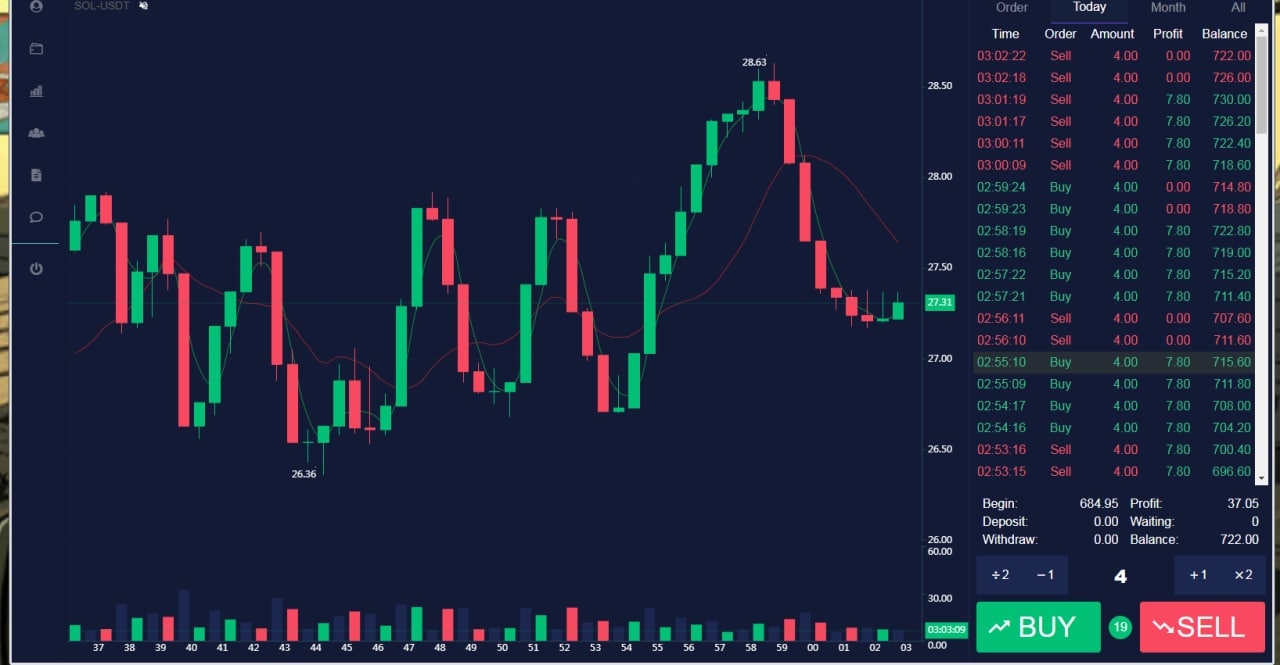 SOL-USDT
28.63
26.36
28.50
28.00
27.50
27.31
27.00
26.50
26.00
60.00
30.00
03:03:09
0.00
37 38 39 40 41 42 43 44 45 46 47 48 49 50 51 52 53 54 55 56 57 58 59 00 01 02 03
Order Today Month All
Time Order Amount Profit Balance
03:02:22 Sell 4.00 0.00 722.00
03:02:18 Sell 4.00 0.00 726.00
03:01:19 Sell 4.00 7.80 730.00
03:01:17 Sell 4.00 7.80 726.20
03:00:11 Sell 4.00 7.80 722.40
03:00:09 Sell 4.00 7.80 718.60
02:59:24 Buy 4.00 0.00 714.80
02:59:23 Buy 4.00 0.00 718.80
02:58:19 Buy 4.00 7.80 722.80
02:58:16 Buy 4.00 7.80 719.00
02:57:22 Buy 4.00 7.80 715.20
02:57:21 Buy 4.00 7.80 711.40
02:56:11 Sell 4.00 0.00 707.60
02:56:10 Sell 4.00 0.00 711.60
02:55:10 Buy 4.00 7.80 715.60
02:55:09 Buy 4.00 7.80 711.80
02:54:17 Buy 4.00 7.80 708.00
02:54:16 Buy 4.00 7.80 704.20
02:53:16 Sell 4.00 7.80 700.40
02:53:15 Sell 4.00 7.80 696.60
Begin: 684.95 Profit: 37.05
Deposit: 0.00 Waiting: 0
Withdraw: 0.00 Balance: 722.00
÷2 −1 4 +1 ×2
BUY 19 SELL